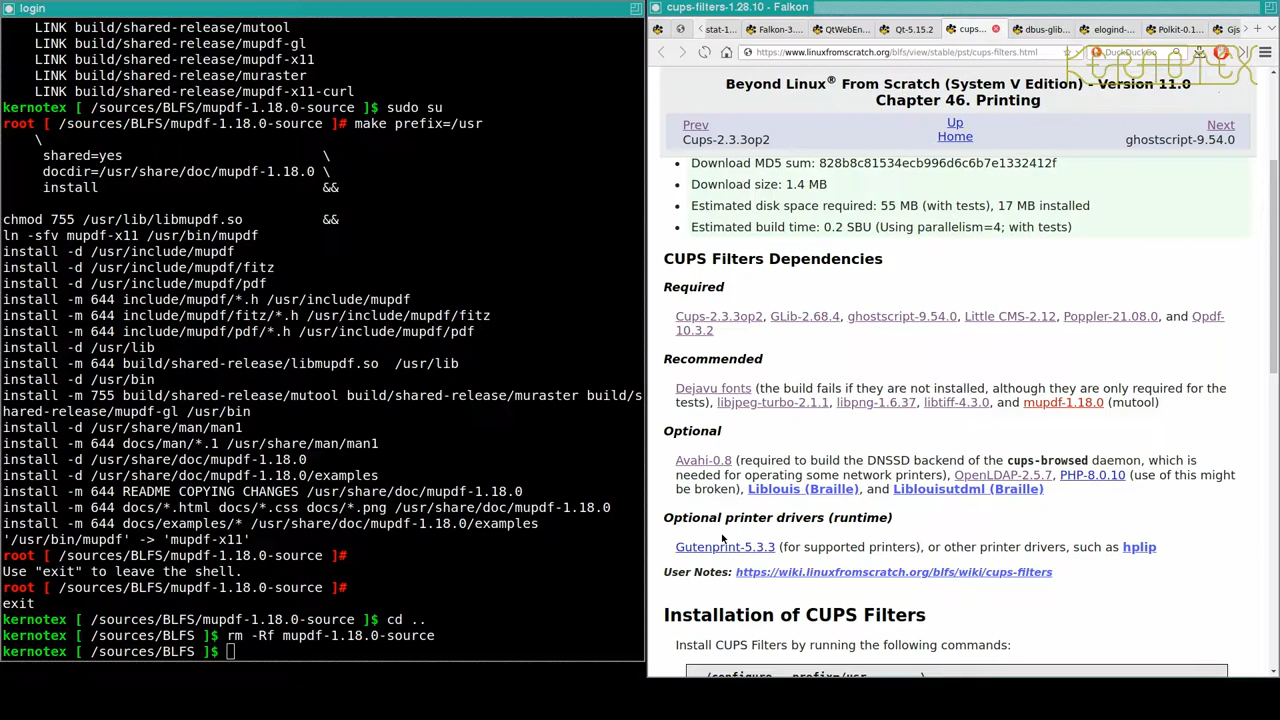 login
LINK build/shared-release/mutool
LINK build/shared-release/mupdf-gl
LINK build/shared-release/mupdf-x11
LINK build/shared-release/muraster
LINK build/shared-release/mupdf-x11-curl
kernotex [ /sources/BLFS/mupdf-1.18.0-source ]$ sudo su
root [ /sources/BLFS/mupdf-1.18.0-source ]# make prefix=/usr
\
shared=yes \
docdir=/usr/share/doc/mupdf-1.18.0 \
install &&
chmod 755 /usr/lib/libmupdf.so &&
ln -sfv mupdf-x11 /usr/bin/mupdf
install -d /usr/include/mupdf
install -d /usr/include/mupdf/fitz
install -d /usr/include/mupdf/pdf
install -m 644 include/mupdf/*.h /usr/include/mupdf
install -m 644 include/mupdf/fitz/*.h /usr/include/mupdf/fitz
install -m 644 include/mupdf/pdf/*.h /usr/include/mupdf/pdf
install -d /usr/lib
install -m 644 build/shared-release/libmupdf.so /usr/lib
install -d /usr/bin
install -m 755 build/shared-release/mutool build/shared-release/muraster build/s
hared-release/mupdf-gl /usr/bin
install -d /usr/share/man/man1
install -m 644 docs/man/*.1 /usr/share/man/man1
install -d /usr/share/doc/mupdf-1.18.0
install -d /usr/share/doc/mupdf-1.18.0/examples
install -m 644 README COPYING CHANGES /usr/share/doc/mupdf-1.18.0
install -m 644 docs/*.html docs/*.css docs/*.png /usr/share/doc/mupdf-1.18.0
install -m 644 docs/examples/* /usr/share/doc/mupdf-1.18.0/examples
'/usr/bin/mupdf' -> 'mupdf-x11'
root [ /sources/BLFS/mupdf-1.18.0-source ]#
Use "exit" to leave the shell.
root [ /sources/BLFS/mupdf-1.18.0-source ]#
exit
kernotex [ /sources/BLFS/mupdf-1.18.0-source ]$ cd ..
kernotex [ /sources/BLFS ]$ rm -Rf mupdf-1.18.0-source
kernotex [ /sources/BLFS ]$
cups-filters-1.28.10 - Falkon
stat-1... Falkon-3... QtWebEn... Qt-5.15.2 cups... dbus-glib... elogind-... Polkit-0.1... Gjs
https://www.linuxfromscratch.org/blfs/view/stable/pst/cups-filters.html DuckDuckGo
KERNOTEX
Beyond Linux® From Scratch (System V Edition) - Version 11.0
Chapter 46. Printing
Prev Up Next
Cups-2.3.3op2 Home ghostscript-9.54.0
Download MD5 sum: 828b8c81534ecb996d6c6b7e1332412f
Download size: 1.4 MB
Estimated disk space required: 55 MB (with tests), 17 MB installed
Estimated build time: 0.2 SBU (Using parallelism=4; with tests)
CUPS Filters Dependencies
Required
Cups-2.3.3op2, GLib-2.68.4, ghostscript-9.54.0, Little CMS-2.12, Poppler-21.08.0, and Qpdf-
10.3.2
Recommended
Dejavu fonts (the build fails if they are not installed, although they are only required for the
tests), libjpeg-turbo-2.1.1, libpng-1.6.37, libtiff-4.3.0, and mupdf-1.18.0 (mutool)
Optional
Avahi-0.8 (required to build the DNSSD backend of the cups-browsed daemon, which is
needed for operating some network printers), OpenLDAP-2.5.7, PHP-8.0.10 (use of this might
be broken), Liblouis (Braille), and Liblouisutdml (Braille)
Optional printer drivers (runtime)
Gutenprint-5.3.3 (for supported printers), or other printer drivers, such as hplip
User Notes: https://wiki.linuxfromscratch.org/blfs/wiki/cups-filters
Installation of CUPS Filters
Install CUPS Filters by running the following commands:
./configure --prefix=/usr \